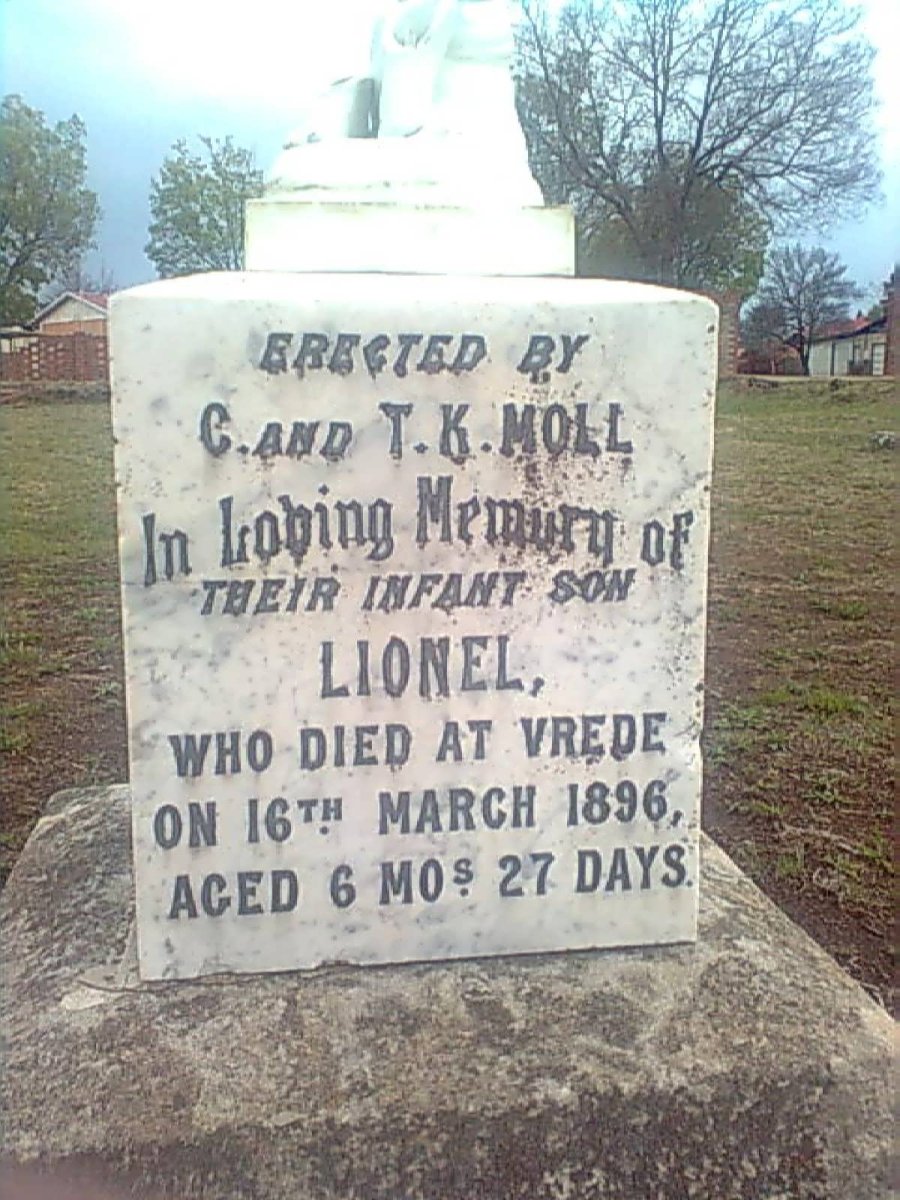 ERECTED BY
C. AND T. K. MOLL
In Loving Memory of
THEIR INFANT SON
LIONEL,
WHO DIED AT VREDE
ON 16TH MARCH 1896,
AGED 6 MOS 27 DAYS.